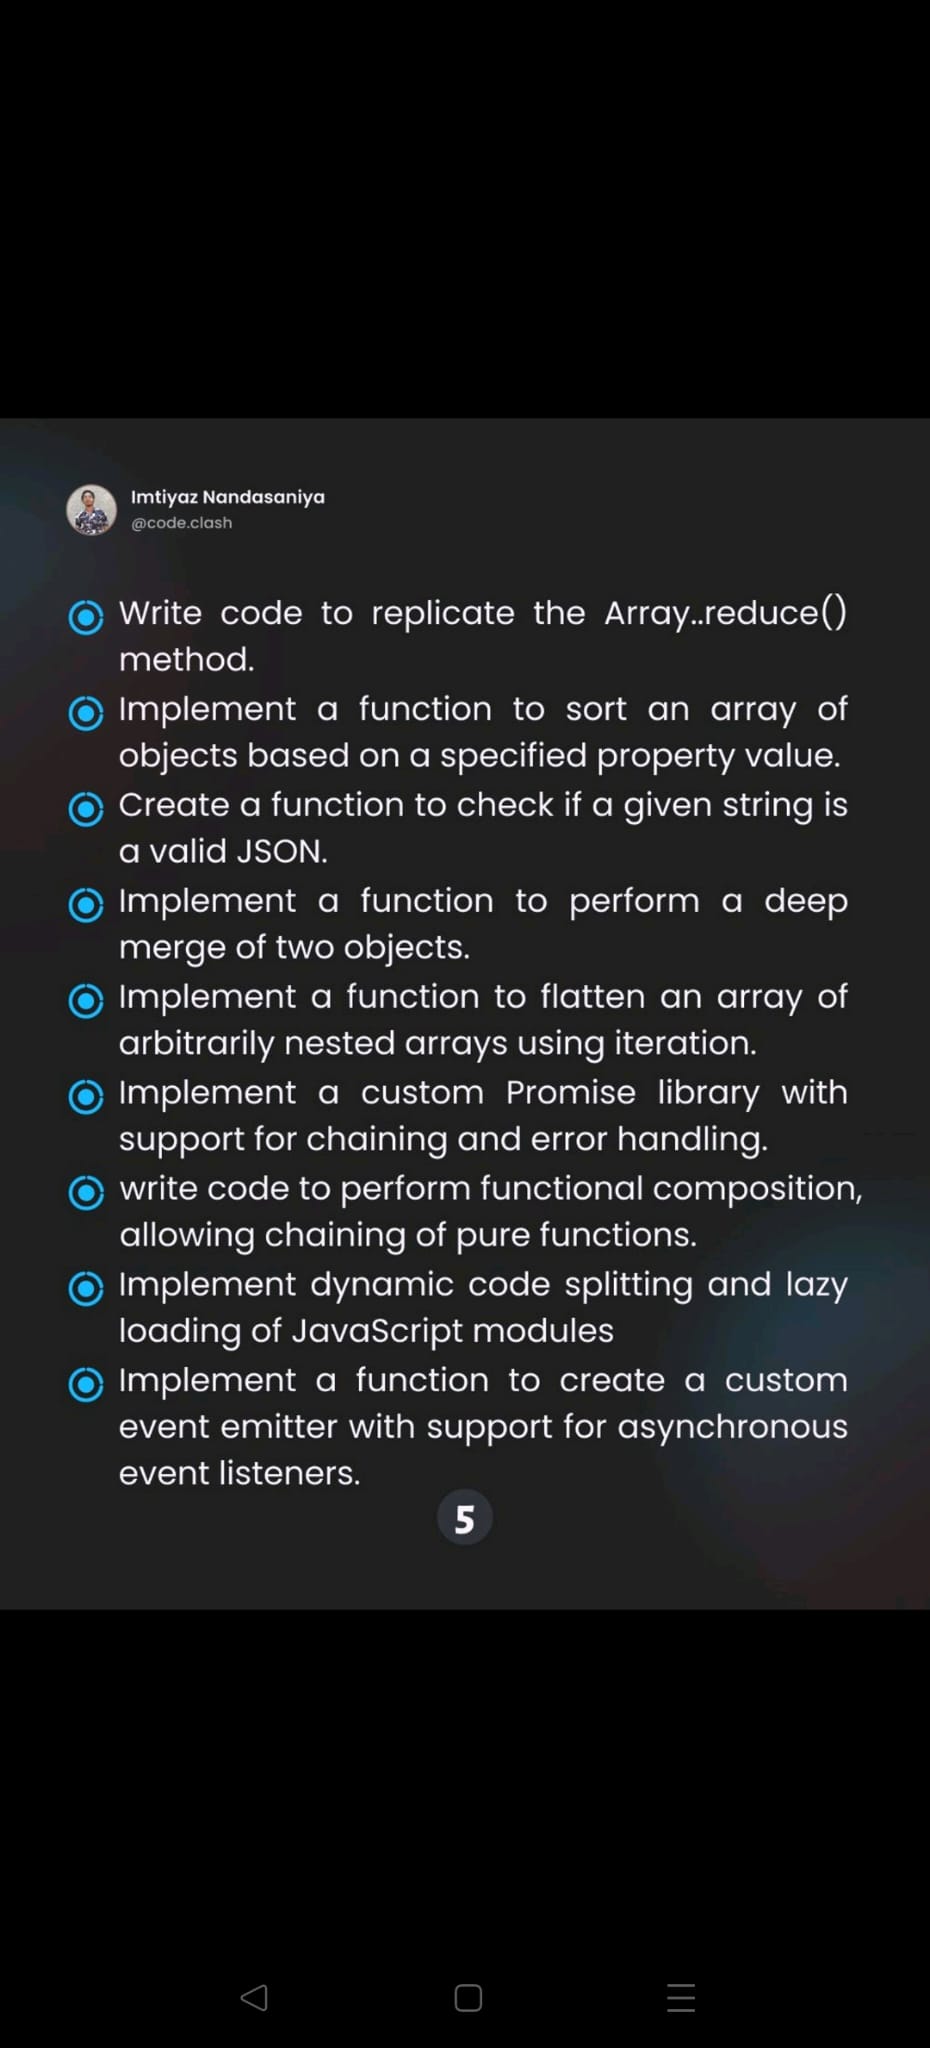 Imtiyaz Nandasaniya
@code.clash
Write code to replicate the Array..reduce()
method.
Implement a function to sort an array of
objects based on a specified property value.
Create a function to check if a given string is
a valid JSON.
Implement a function to perform a deep
merge of two objects.
Implement a function to flatten an array of
arbitrarily nested arrays using iteration.
Implement a custom Promise library with
support for chaining and error handling.
write code to perform functional composition,
allowing chaining of pure functions.
Implement dynamic code splitting and lazy
loading of JavaScript modules
Implement a function to create a custom
event emitter with support for asynchronous
event listeners.
5